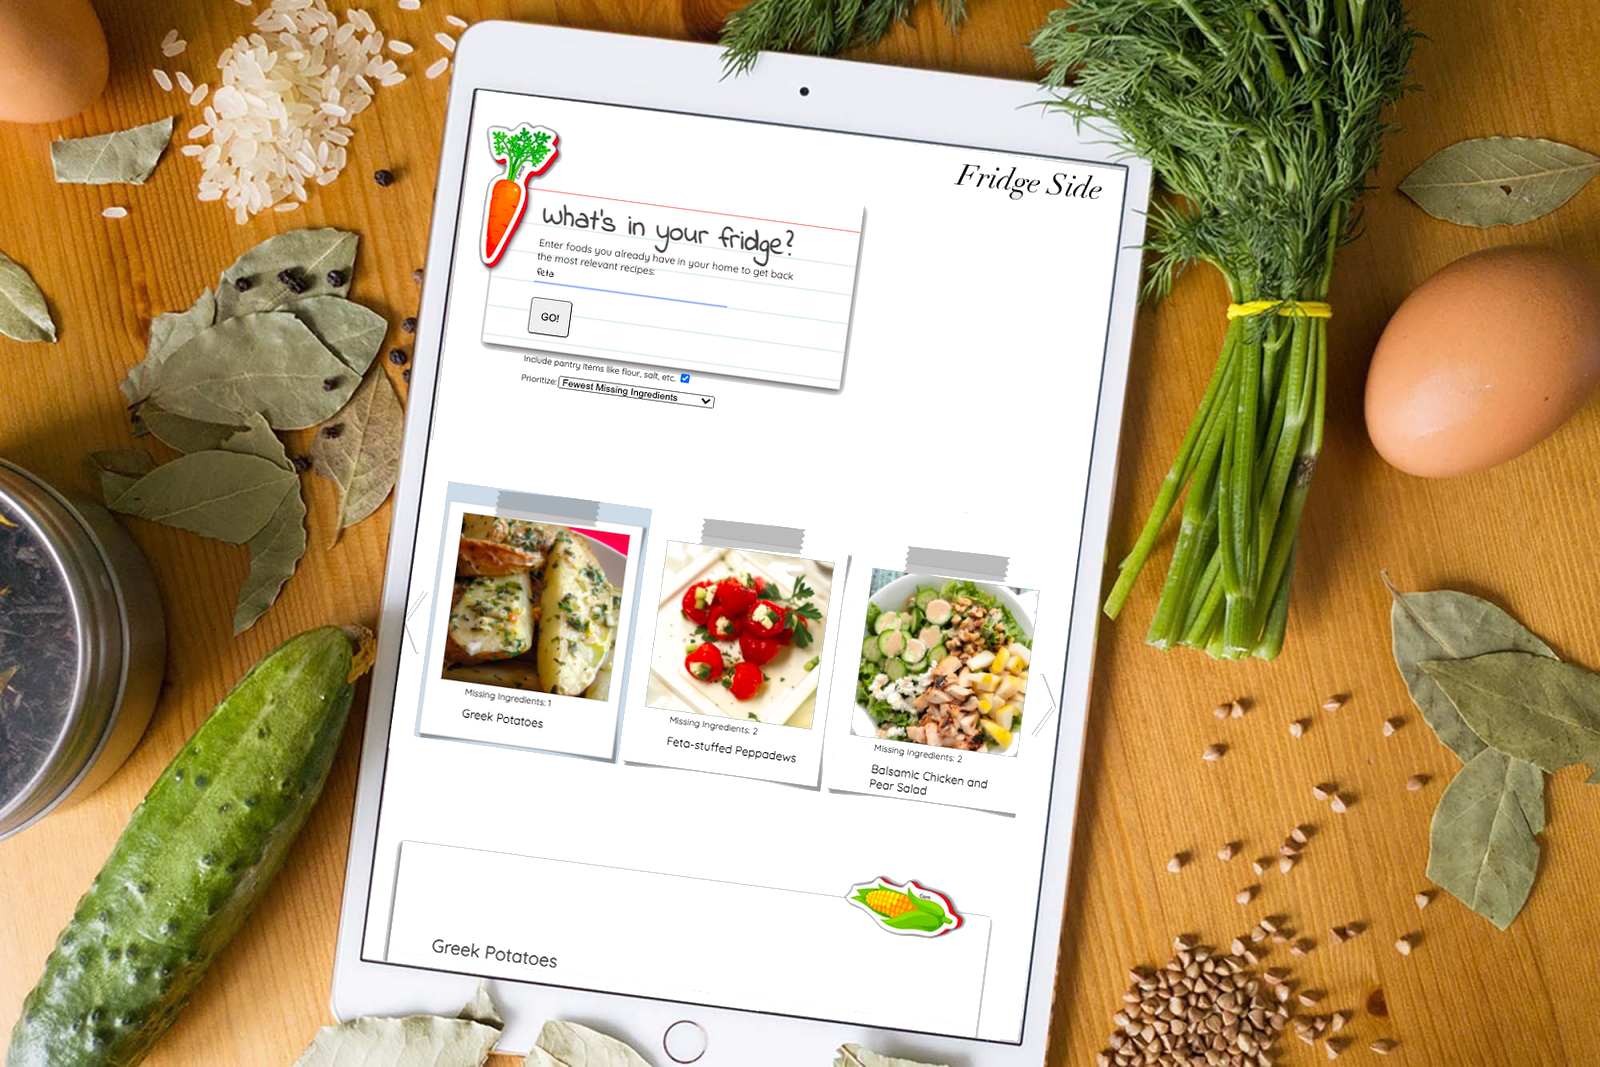 Fridge Side
what's in your fridge?
Enter foods you already have in your home to get back
the most relevant recipes:
feta
GO!
Include pantry items like flour, salt, etc.
Prioritize: Fewest Missing Ingredients
Missing Ingredients: 1
Greek Potatoes
Missing Ingredients: 2
Feta-stuffed Peppadews
Missing Ingredients: 2
Balsamic Chicken and
Pear Salad
Corn
Greek Potatoes